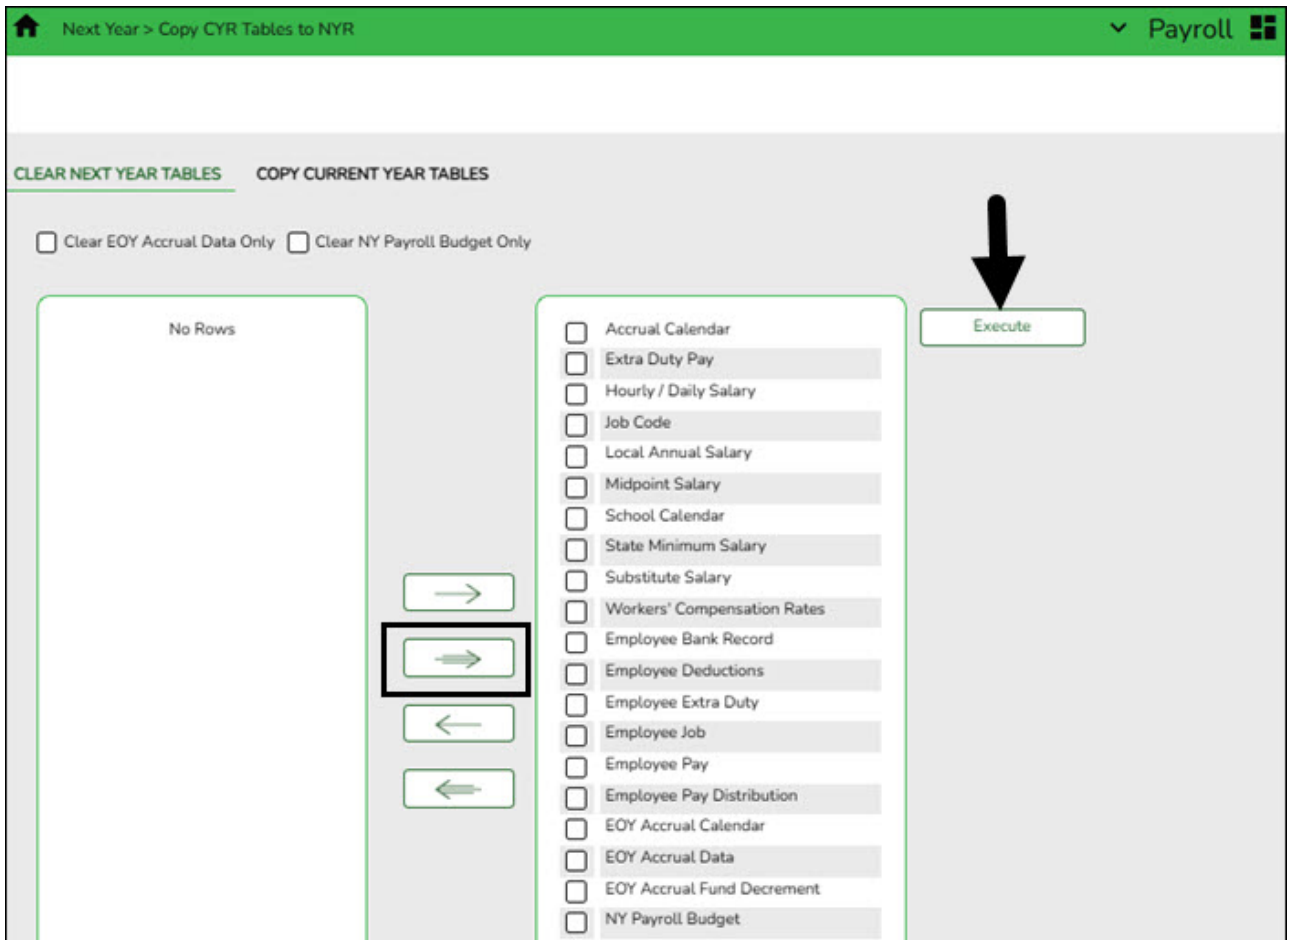 Next Year > Copy CYR Tables to NYR
Payroll
CLEAR NEXT YEAR TABLES
COPY CURRENT YEAR TABLES
Clear EOY Accrual Data Only
Clear NY Payroll Budget Only
No Rows
Accrual Calendar
Extra Duty Pay
Hourly / Daily Salary
Job Code
Local Annual Salary
Midpoint Salary
School Calendar
State Minimum Salary
Substitute Salary
Workers' Compensation Rates
Employee Bank Record
Employee Deductions
Employee Extra Duty
Employee Job
Employee Pay
Employee Pay Distribution
EOY Accrual Calendar
EOY Accrual Data
EOY Accrual Fund Decrement
NY Payroll Budget
Execute